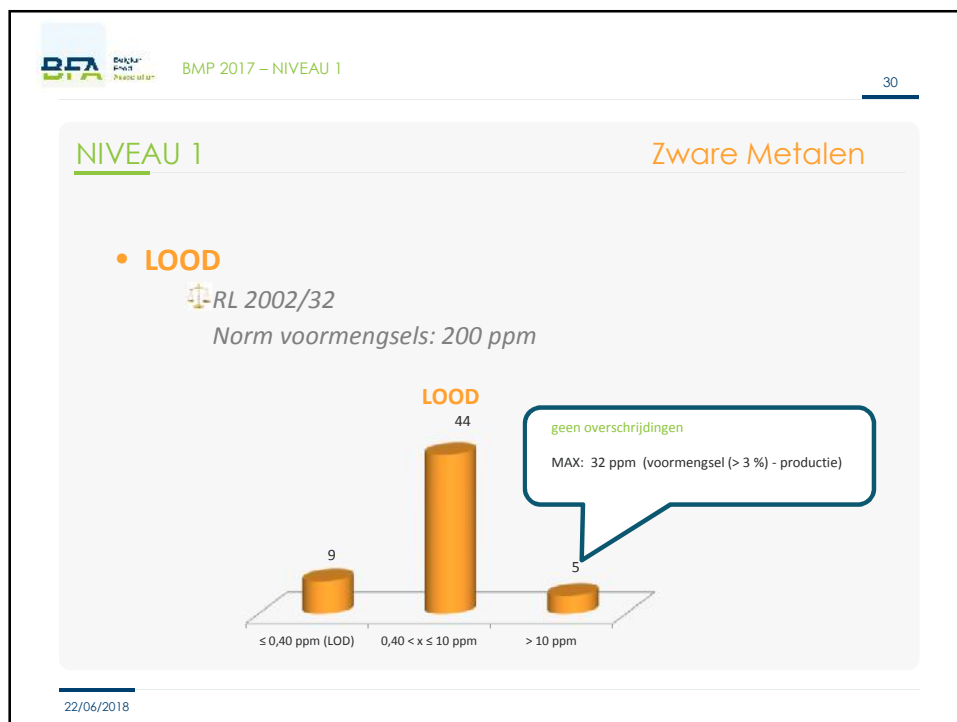 BFA
BMP 2017 – NIVEAU 1
30
NIVEAU 1
Zware Metalen
• LOOD
RL 2002/32
Norm voormengsels: 200 ppm
LOOD
44
geen overschrijdingen
MAX: 32 ppm (voormengsel (> 3 %) - productie)
9
5
≤ 0,40 ppm (LOD)
0,40 < x ≤ 10 ppm
> 10 ppm
22/06/2018